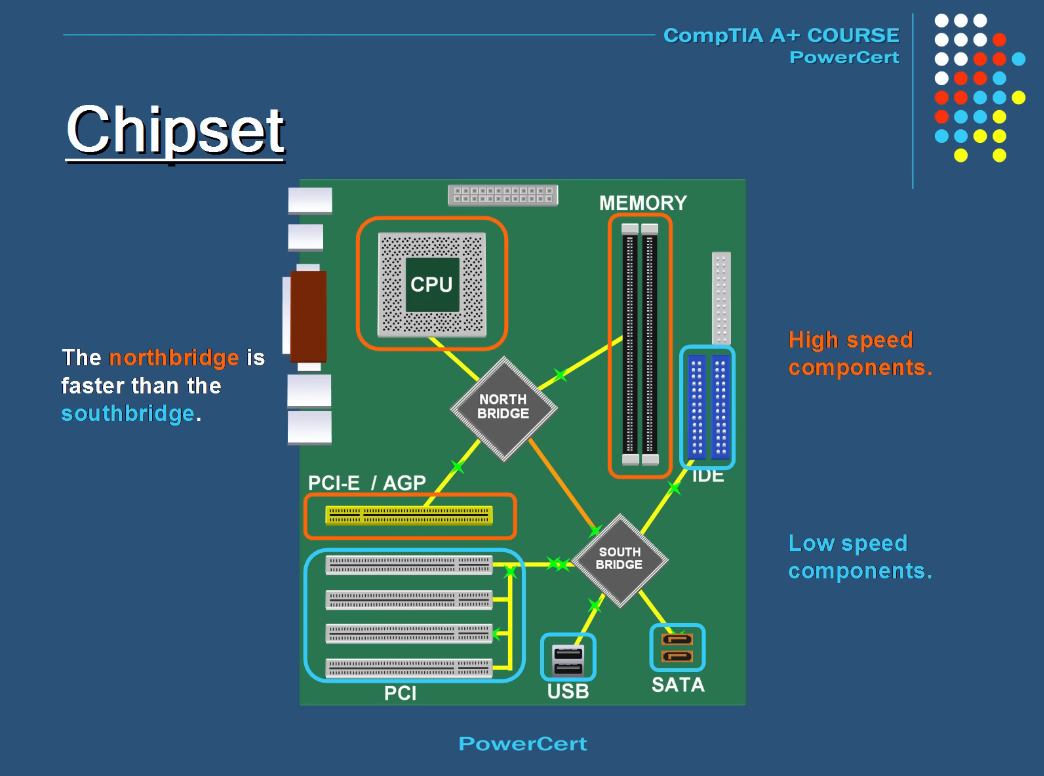 CompTIA A+ COURSE
PowerCert
Chipset
MEMORY
CPU
The northbridge is
faster than the
southbridge.
High speed
components.
NORTH
BRIDGE
IDE
PCI-E / AGP
SOUTH
BRIDGE
Low speed
components.
PCI
USB
SATA
PowerCert